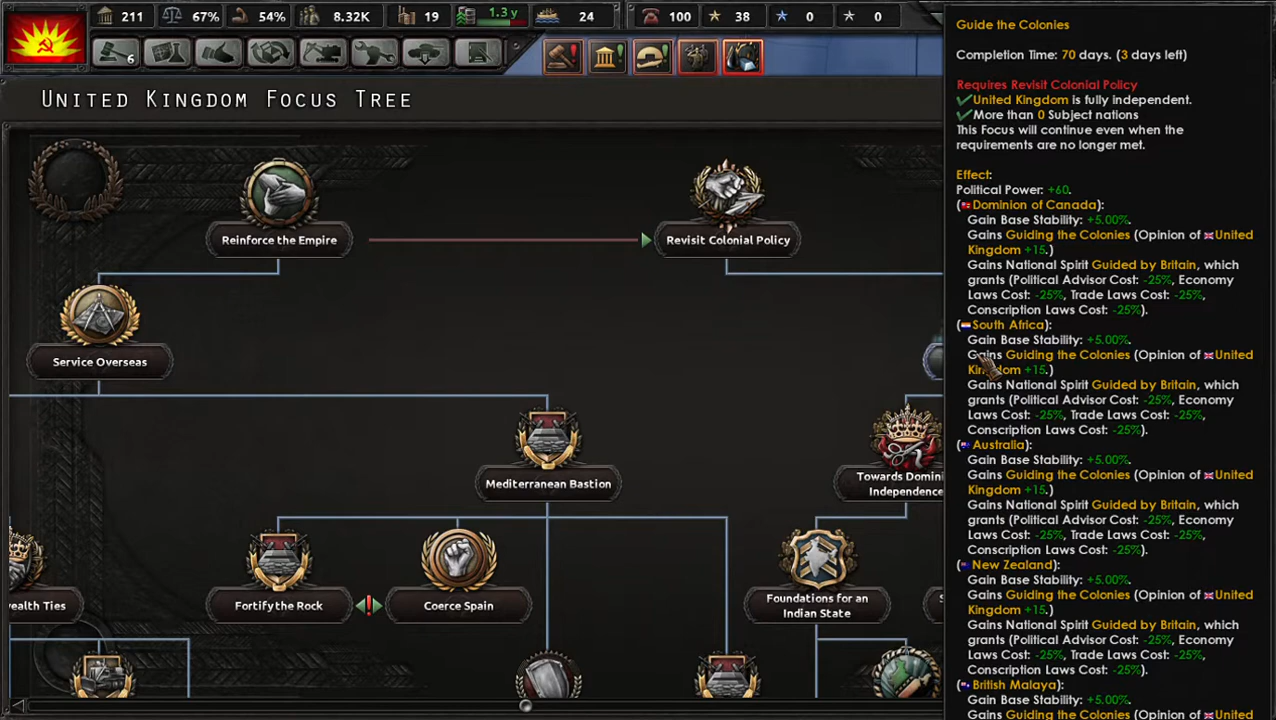 211
67%
54%
8.32K
19
1.3 y
24
100
38
0
0
6
UNITED KINGDOM FOCUS TREE
Reinforce the Empire
Revisit Colonial Policy
Service Overseas
Mediterranean Bastion
Towards Domini
Independence
wealth Ties
Fortify the Rock
Coerce Spain
Foundations for an
Indian State
Guide the Colonies
Completion Time: 70 days. (3 days left)
Requires Revisit Colonial Policy
United Kingdom is fully independent.
More than 0 Subject nations
This Focus will continue even when the
requirements are no longer met.
Effect:
Political Power: +60.
(Dominion of Canada):
Gain Base Stability: +5.00%.
Gains Guiding the Colonies (Opinion of United
Kingdom +15.)
Gains National Spirit Guided by Britain, which
grants (Political Advisor Cost: -25%, Economy
Laws Cost: -25%, Trade Laws Cost: -25%,
Conscription Laws Cost: -25%).
(South Africa):
Gain Base Stability: +5.00%.
Gains Guiding the Colonies (Opinion of United
Kingdom +15.)
Gains National Spirit Guided by Britain, which
grants (Political Advisor Cost: -25%, Economy
Laws Cost: -25%, Trade Laws Cost: -25%,
Conscription Laws Cost: -25%).
(Australia):
Gain Base Stability: +5.00%.
Gains Guiding the Colonies (Opinion of United
Kingdom +15.)
Gains National Spirit Guided by Britain, which
grants (Political Advisor Cost: -25%, Economy
Laws Cost: -25%, Trade Laws Cost: -25%,
Conscription Laws Cost: -25%).
(New Zealand):
Gain Base Stability: +5.00%.
Gains Guiding the Colonies (Opinion of United
Kingdom +15.)
Gains National Spirit Guided by Britain, which
grants (Political Advisor Cost: -25%, Economy
Laws Cost: -25%, Trade Laws Cost: -25%,
Conscription Laws Cost: -25%).
(British Malaya):
Gain Base Stability: +5.00%.
Gains Guiding the Colonies (Opinion of United